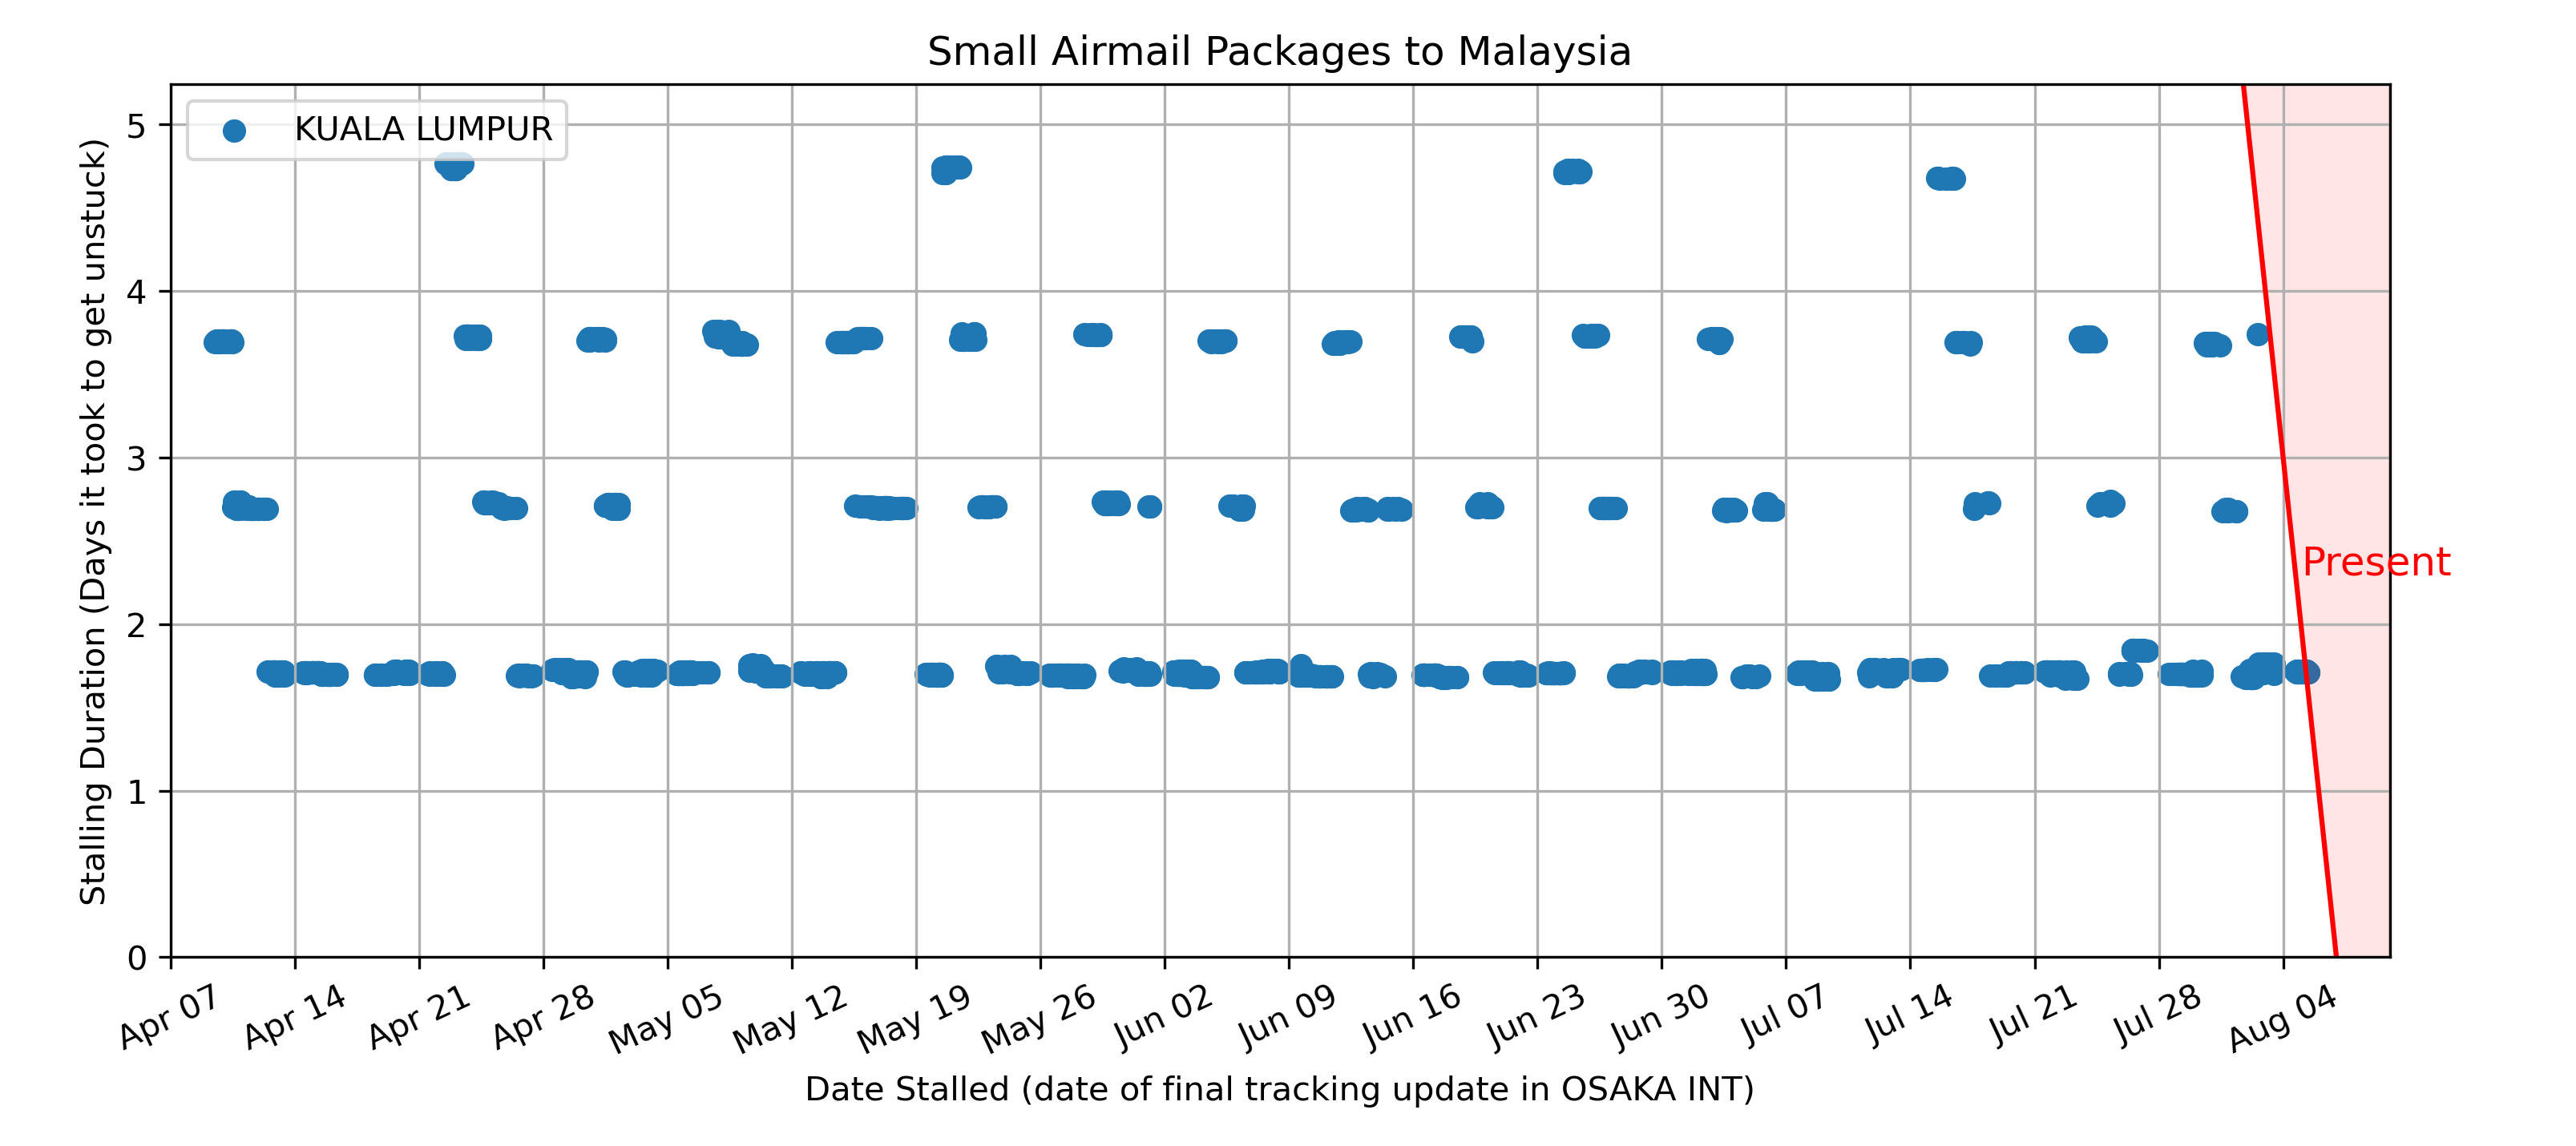 Small Airmail Packages to Malaysia
KUALA LUMPUR
Stalling Duration (Days it took to get unstuck)
5
4
3
2
1
0
Present
Apr 07
Apr 14
Apr 21
Apr 28
May 05
May 12
May 19
May 26
Jun 02
Jun 09
Jun 16
Jun 23
Jun 30
Jul 07
Jul 14
Jul 21
Jul 28
Aug 04
Date Stalled (date of final tracking update in OSAKA INT)